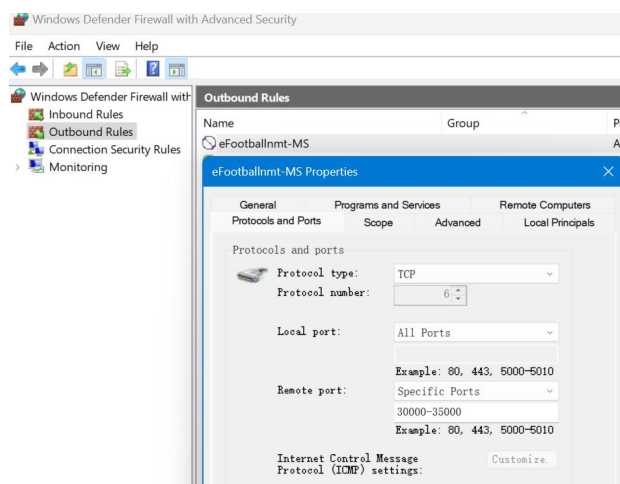 Windows Defender Firewall with Advanced Security
File Action View Help
Windows Defender Firewall with
Inbound Rules
Outbound Rules
Connection Security Rules
Monitoring
Outbound Rules
Name Group P
eFootballnmt-MS A
eFootballnmt-MS Properties
General Programs and Services Remote Computers
Protocols and Ports Scope Advanced Local Principals
Protocols and ports
Protocol type: TCP
Protocol number: 6
Local port: All Ports
Example: 80, 443, 5000-5010
Remote port: Specific Ports
30000-35000
Example: 80, 443, 5000-5010
Internet Control Message Customize.
Protocol (ICMP) settings: